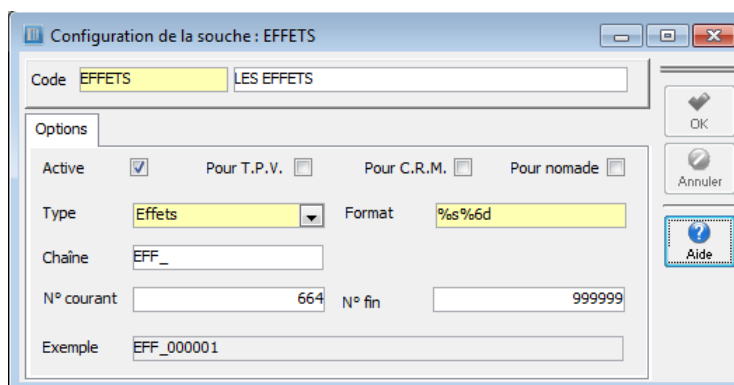 Configuration de la souche : EFFETS
Code EFFETS LES EFFETS
OK
Annuler
Aide
Options
Active Pour T.P.V. Pour C.R.M. Pour nomade
Type Effets Format %s%6d
Chaîne EFF_
N° courant 664 N° fin 999999
Exemple EFF_000001